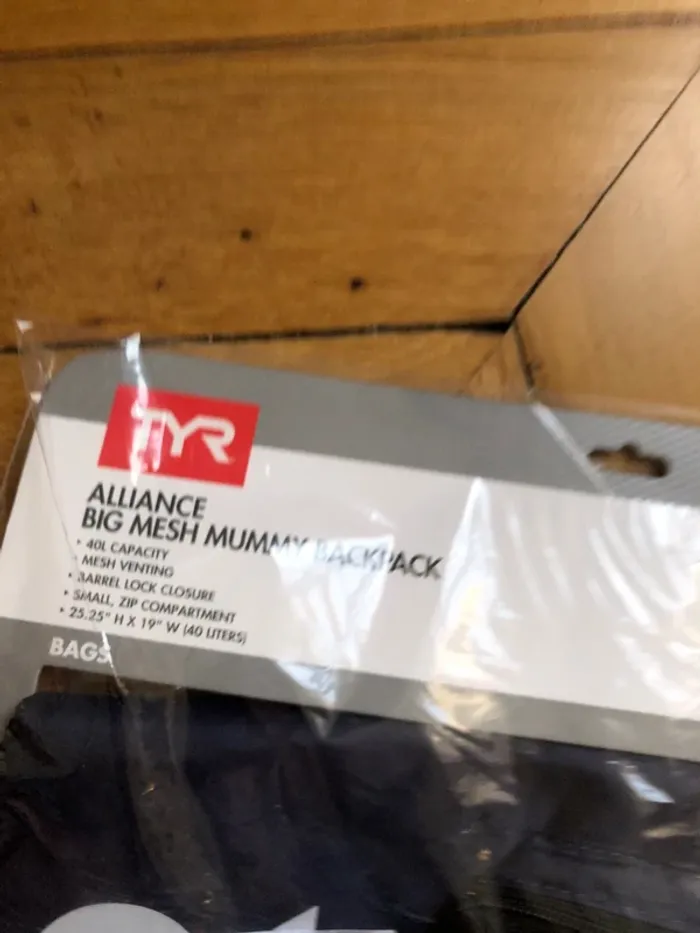 TYR
ALLIANCE
BIG MESH MUMMY BACKPACK
• 40L CAPACITY
• MESH VENTING
• BARREL LOCK CLOSURE
• SMALL, ZIP COMPARTMENT
• 25.25" H X 19" W (40 LITERS)
BAGS